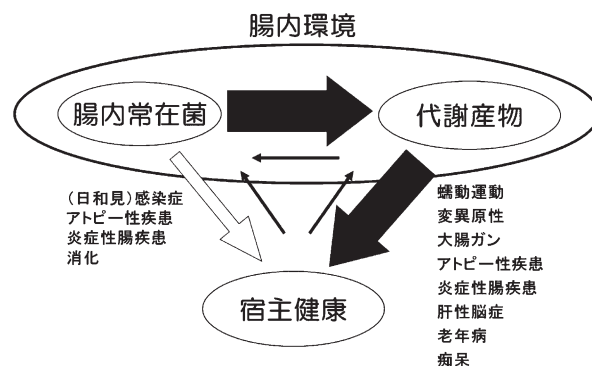 腸内環境
腸内常在菌
代謝産物
(日和見)感染症
アトピー性疾患
炎症性腸疾患
消化
蠕動運動
変異原性
大腸ガン
アトピー性疾患
炎症性腸疾患
肝性脳症
老年病
痴呆
宿主健康